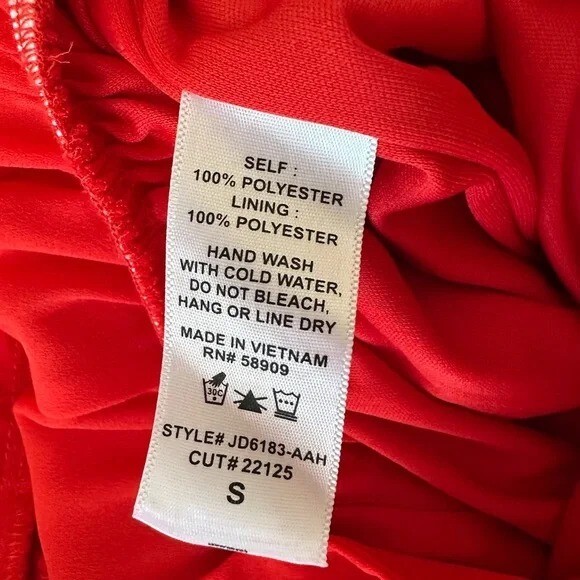 SELF :
100% POLYESTER
LINING :
100% POLYESTER
HAND WASH
WITH COLD WATER,
DO NOT BLEACH,
HANG OR LINE DRY
MADE IN VIETNAM
RN# 58909
30C
STYLE# JD6183-AAH
CUT# 22125
S